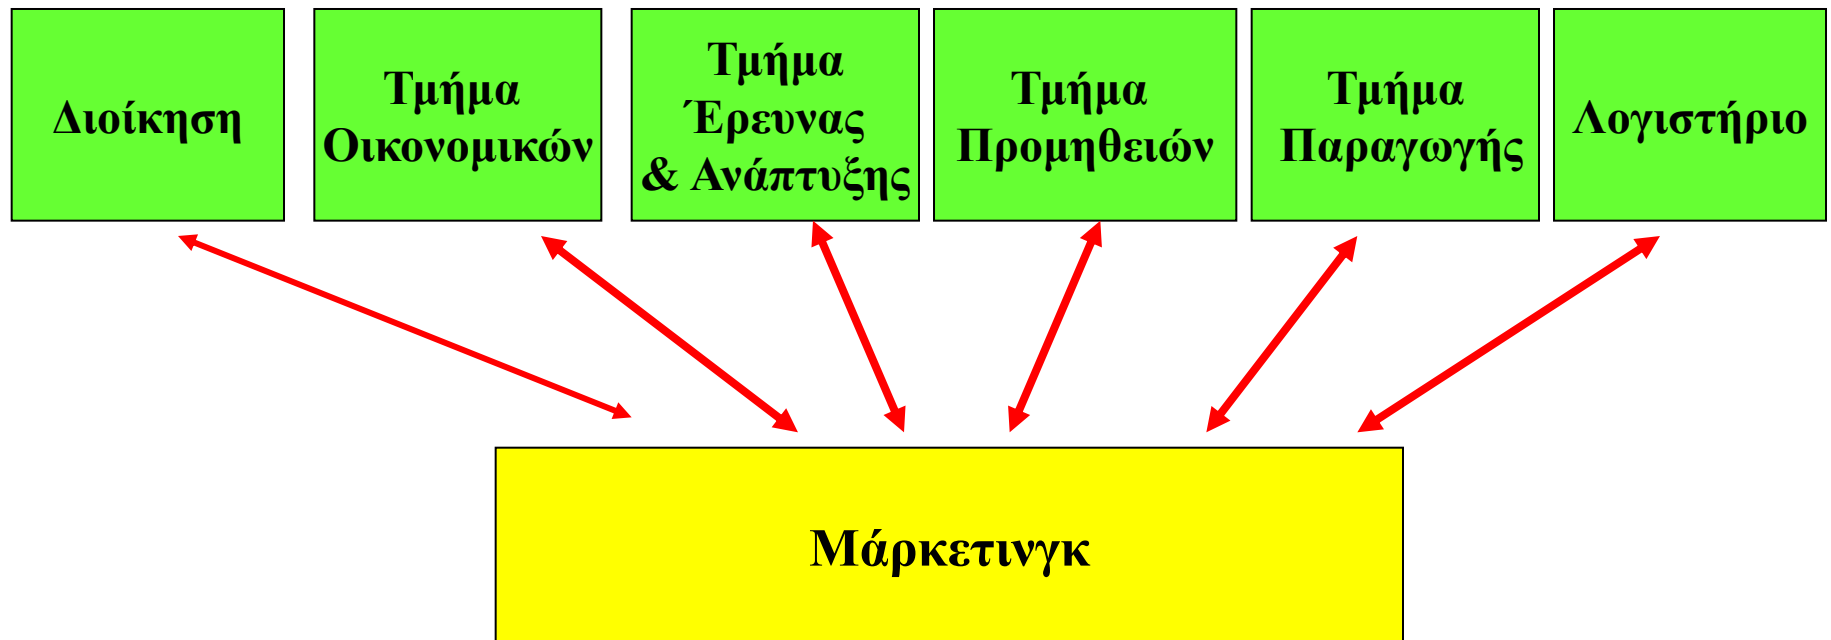 Διοίκηση
Τμήμα
Οικονομικών
Τμήμα
Έρευνας
& Ανάπτυξης
Τμήμα
Προμηθειών
Τμήμα
Παραγωγής
Λογιστήριο
Μάρκετινγκ